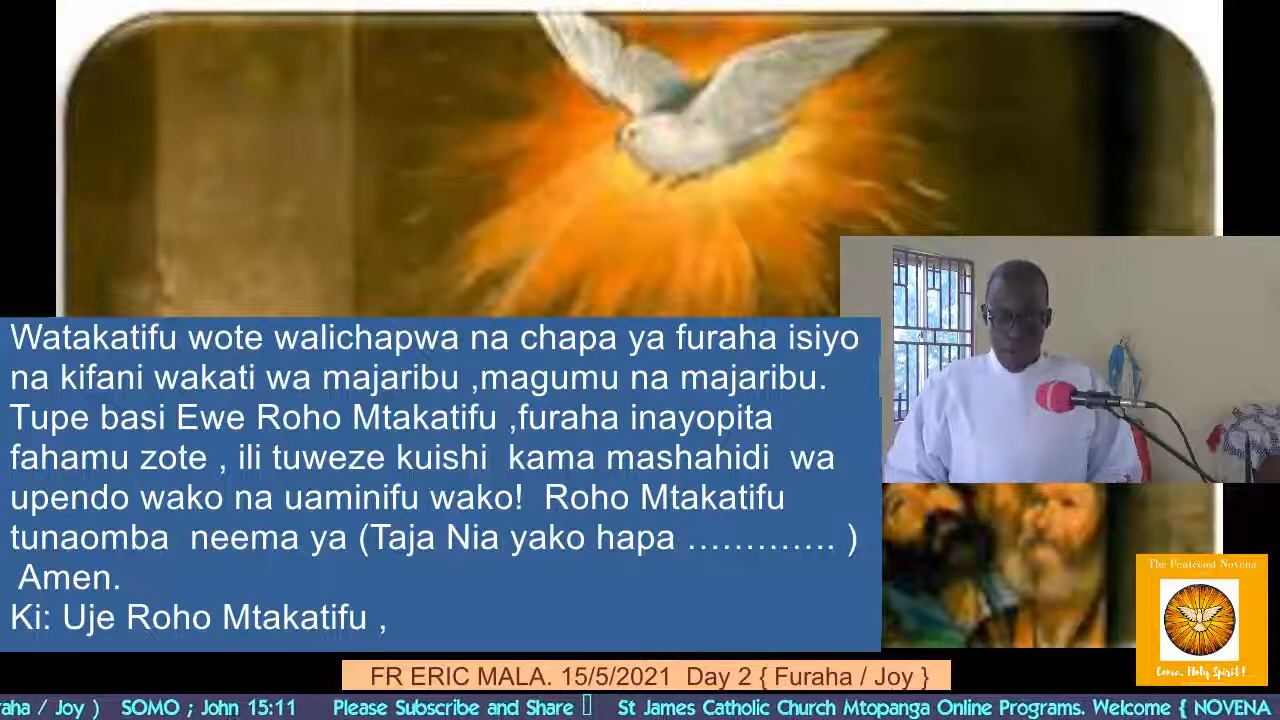 Watakatifu wote walichapwa na chapa ya furaha isiyo
na kifani wakati wa majaribu ,magumu na majaribu.
Tupe basi Ewe Roho Mtakatifu ,furaha inayopita
fahamu zote , ili tuweze kuishi kama mashahidi wa
upendo wako na uaminifu wako! Roho Mtakatifu
tunaomba neema ya (Taja Nia yako hapa …………. )
Amen.
Ki: Uje Roho Mtakatifu ,
The Pentecost Novena
Come, Holy Spirit!
FR ERIC MALA. 15/5/2021 Day 2 { Furaha / Joy }
aha / Joy ) SOMO ; John 15:11 Please Subscribe and Share St James Catholic Church Mtopanga Online Programs. Welcome { NOVENA